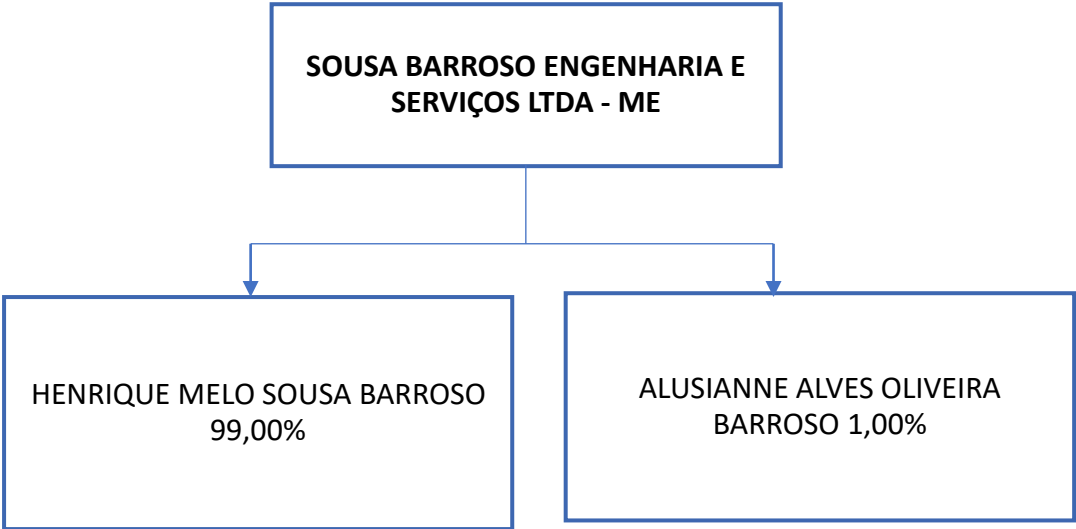 SOUSA BARROSO ENGENHARIA E
SERVIÇOS LTDA - ME
HENRIQUE MELO SOUSA BARROSO
99,00%
ALUSIANNE ALVES OLIVEIRA
BARROSO 1,00%